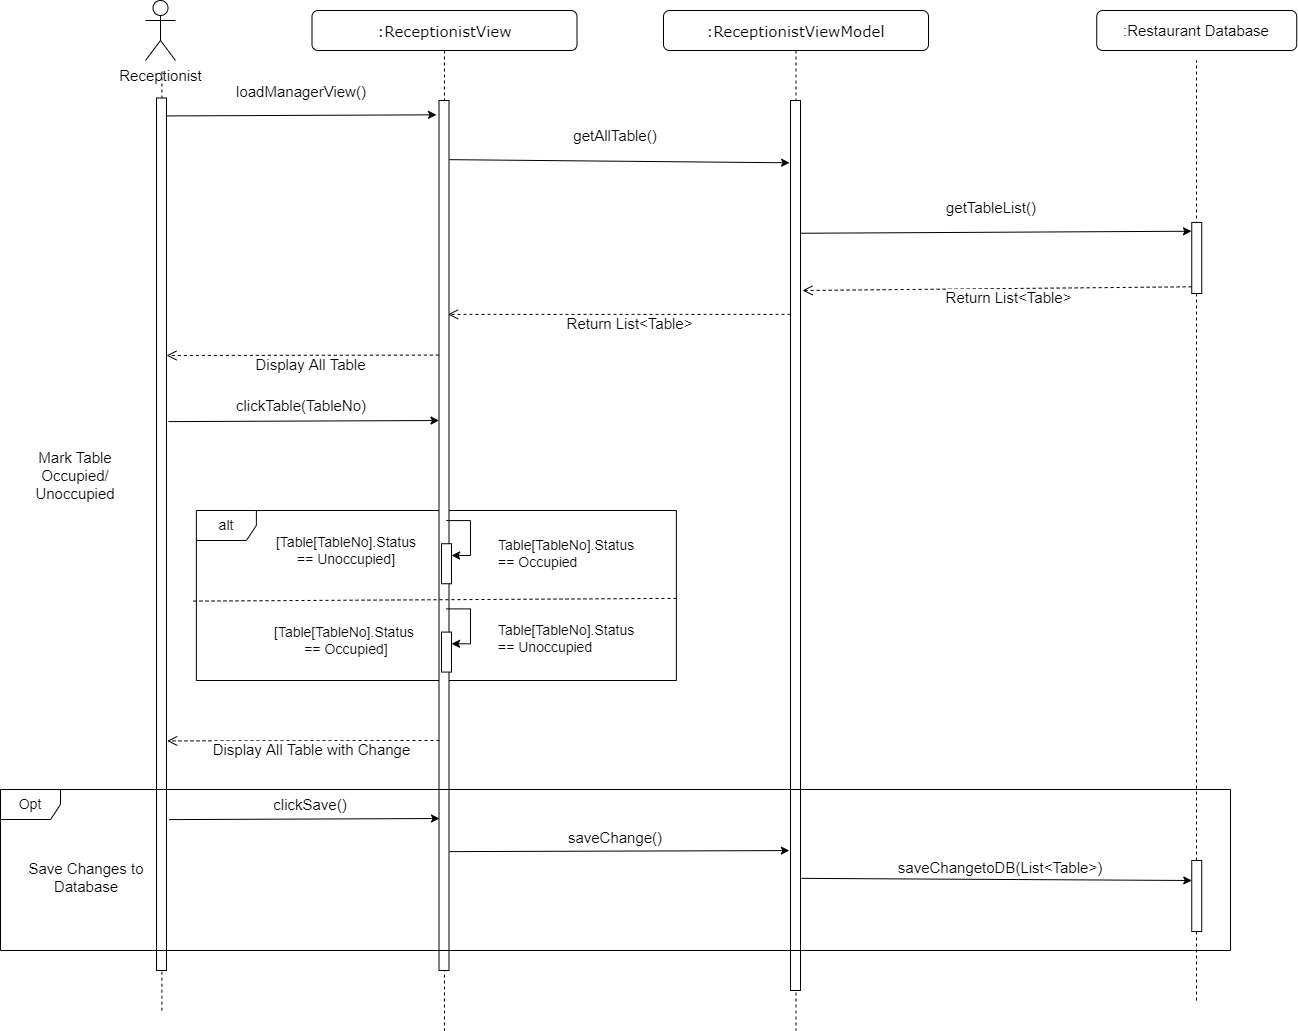 :ReceptionistView
:ReceptionistViewModel
:Restaurant Database
Receptionist
loadManagerView()
getAllTable()
getTableList()
Return List<Table>
Return List<Table>
Display All Table
clickTable(TableNo)
Mark Table
Occupied/
Unoccupied
alt
[Table[TableNo].Status
== Unoccupied]
Table[TableNo].Status
== Occupied
[Table[TableNo].Status
== Occupied]
Table[TableNo].Status
== Unoccupied
Display All Table with Change
Opt
clickSave()
saveChange()
Save Changes to
Database
saveChangetoDB(List<Table>)